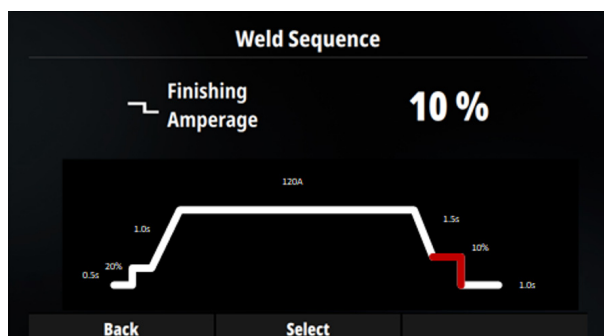 Weld Sequence
Finishing
Amperage
10 %
120A
1.0s
1.5s
20%
10%
0.5s
1.0s
Back
Select